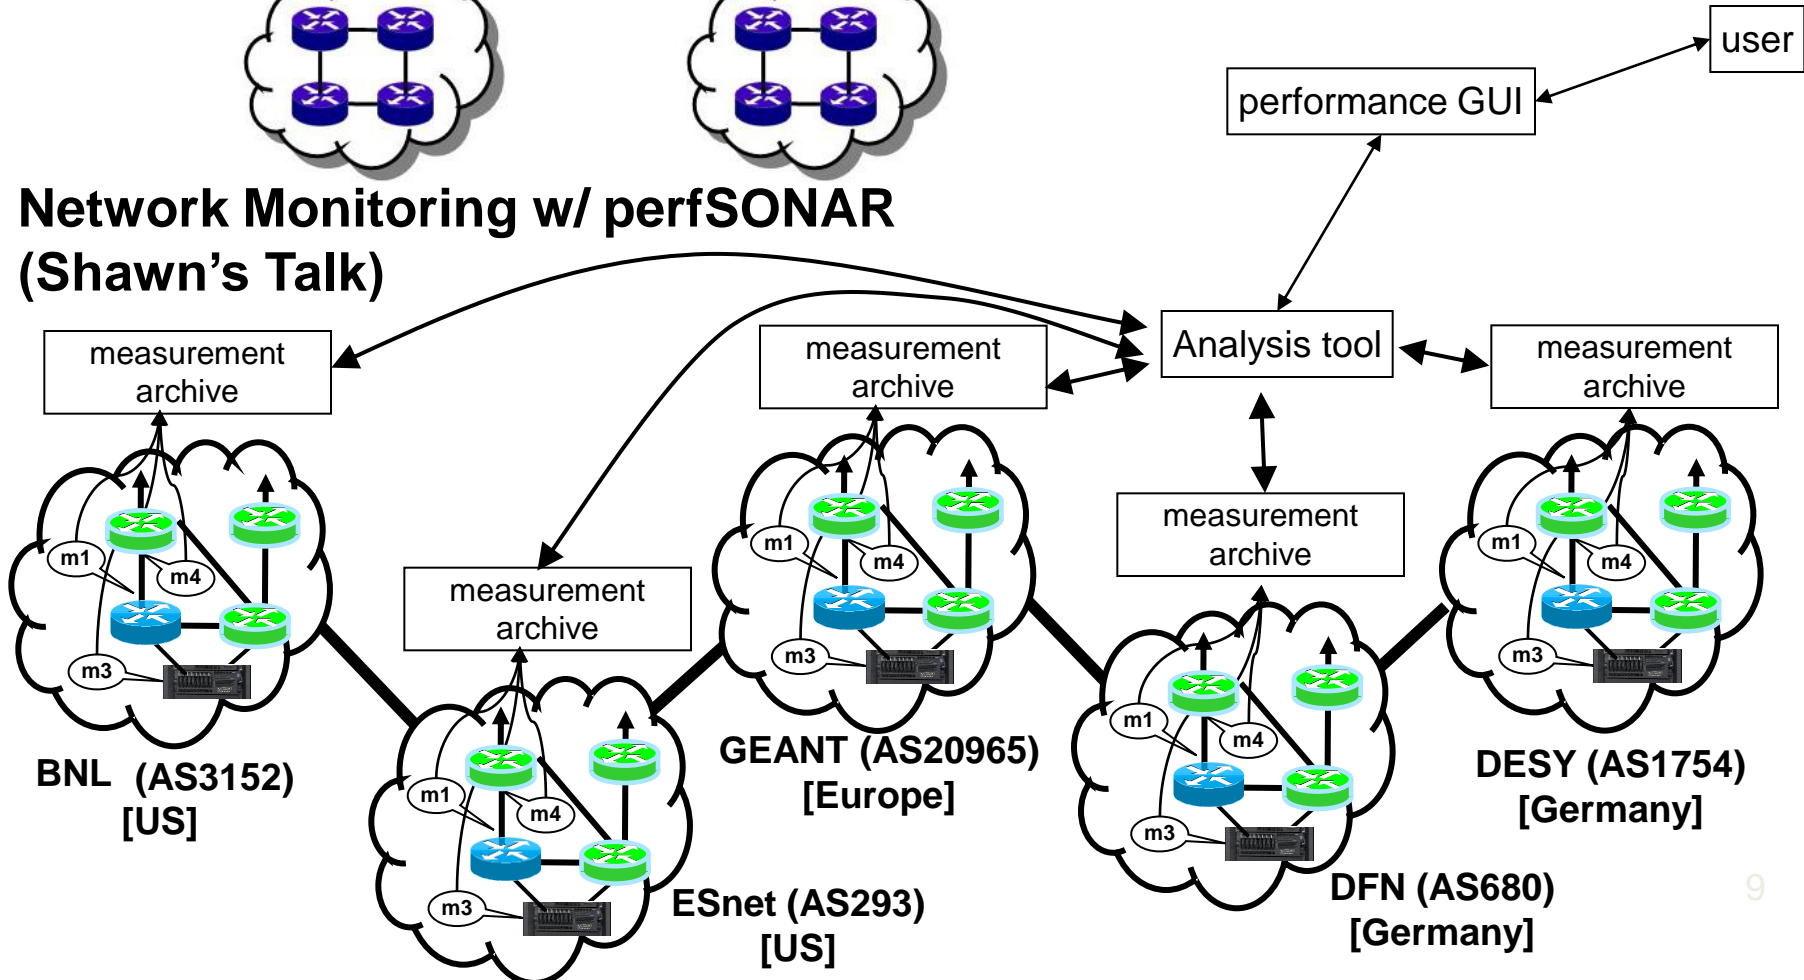 user
performance GUI
Network Monitoring w/ perfSONAR
(Shawn's Talk)
Analysis tool
measurement
archive
measurement
archive
measurement
archive
measurement
archive
measurement
archive
m1
m4
m3
BNL (AS3152)
[US]
m1
m4
m3
ESnet (AS293)
[US]
m1
m4
m3
GEANT (AS20965)
[Europe]
m1
m4
m3
DFN (AS680)
[Germany]
m1
m4
m3
DESY (AS1754)
[Germany]
9